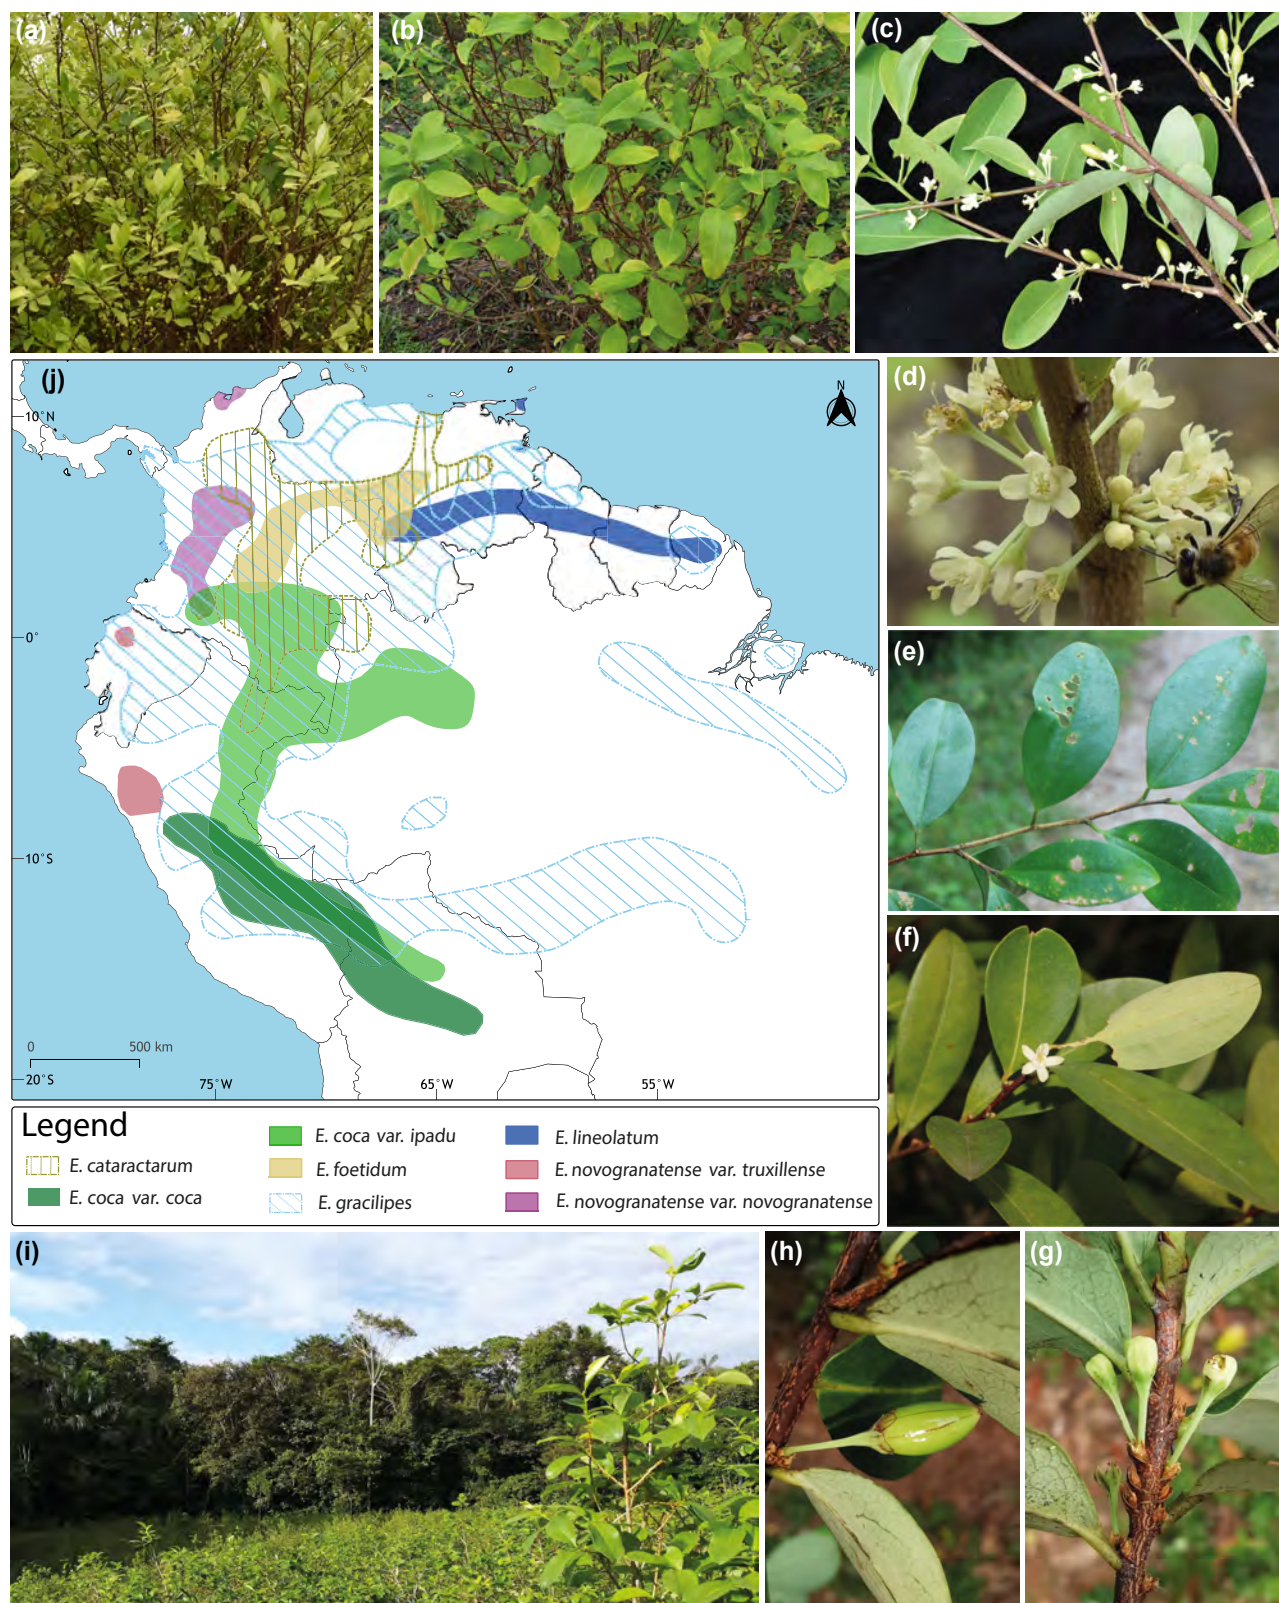 (a)
(b)
(c)
(j)
N
10°N
0°
10°S
20°S
0 500 km
75°W 65°W 55°W
(d)
(e)
(f)
Legend
E. cataractarum
E. coca var. coca
E. coca var. ipadu
E. foetidum
E. gracilipes
E. lineolatum
E. novogranatense var. truxillense
E. novogranatense var. novogranatense
(i)
(h)
(g)